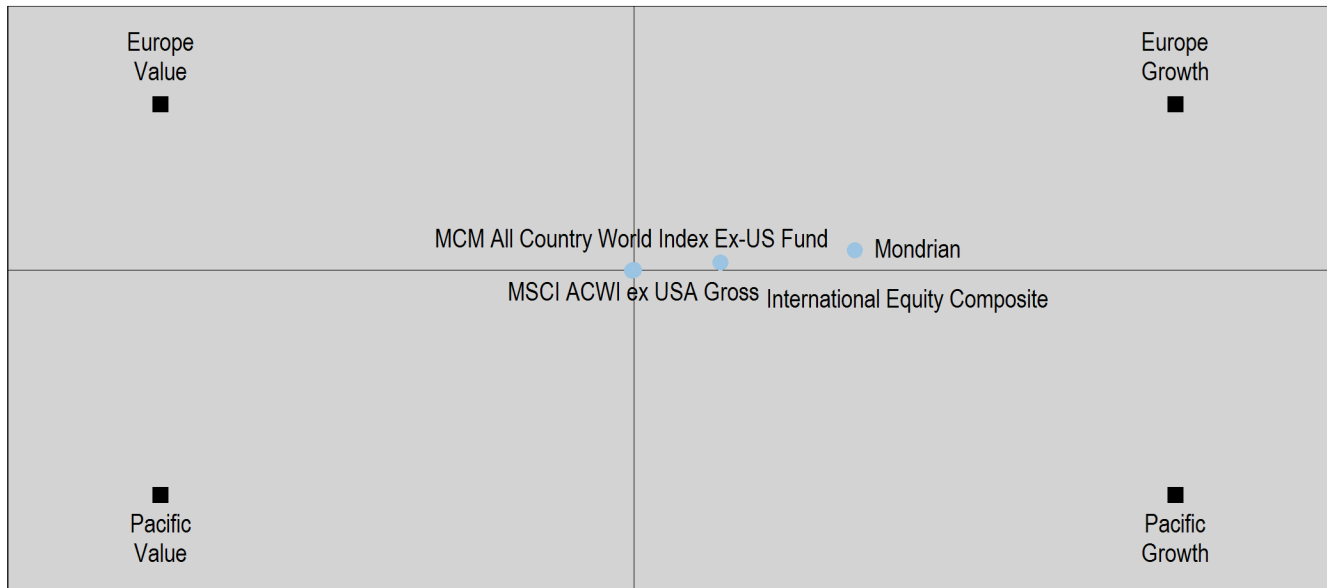 Europe
Value
Europe
Growth
MCM All Country World Index Ex-US Fund
Mondrian
MSCI ACWI ex USA Gross
International Equity Composite
Pacific
Value
Pacific
Growth